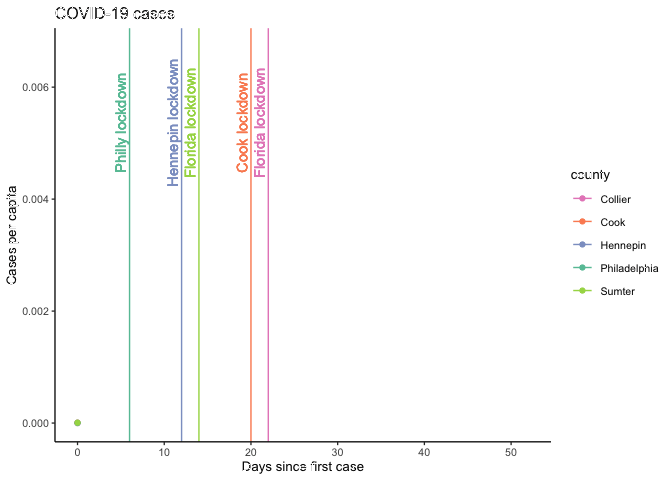 COVID-19 cases
Cases per capita
0.006
0.004
0.002
0.000
Philly lockdown
Hennepin lockdown
Florida lockdown
Cook lockdown
Florida lockdown
0
10
20
30
40
50
Days since first case
county
Collier
Cook
Hennepin
Philadelphia
Sumter